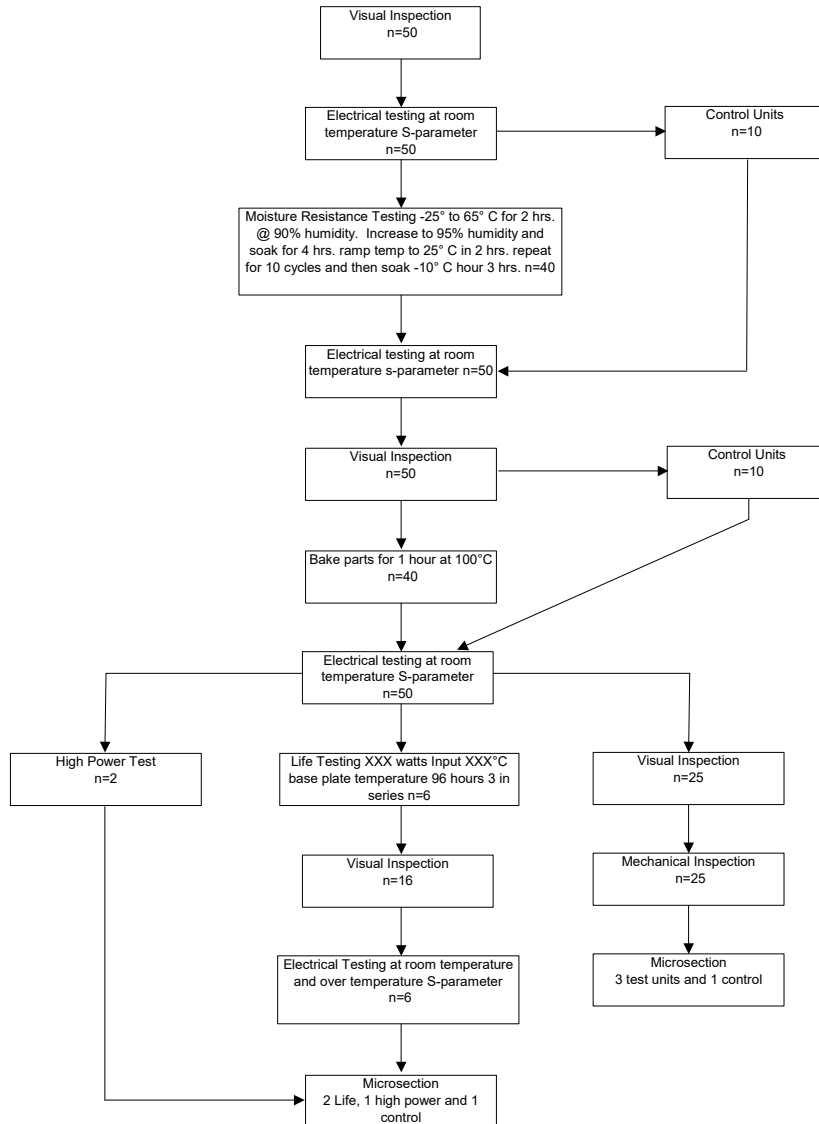 Visual Inspection
n=50
Electrical testing at room
temperature S-parameter
n=50
Control Units
n=10
Moisture Resistance Testing -25° to 65° C for 2 hrs.
@ 90% humidity.  Increase to 95% humidity and
soak for 4 hrs. ramp temp to 25° C in 2 hrs. repeat
for 10 cycles and then soak -10° C hour 3 hrs. n=40
Electrical testing at room
temperature s-parameter n=50
Visual Inspection
n=50
Control Units
n=10
Bake parts for 1 hour at 100°C
n=40
Electrical testing at room
temperature S-parameter
n=50
High Power Test
n=2
Life Testing XXX watts Input XXX°C
base plate temperature 96 hours 3 in
series n=6
Visual Inspection
n=25
Visual Inspection
n=16
Mechanical Inspection
n=25
Electrical Testing at room temperature
and over temperature S-parameter
n=6
Microsection
3 test units and 1 control
Microsection
2 Life, 1 high power and 1
control